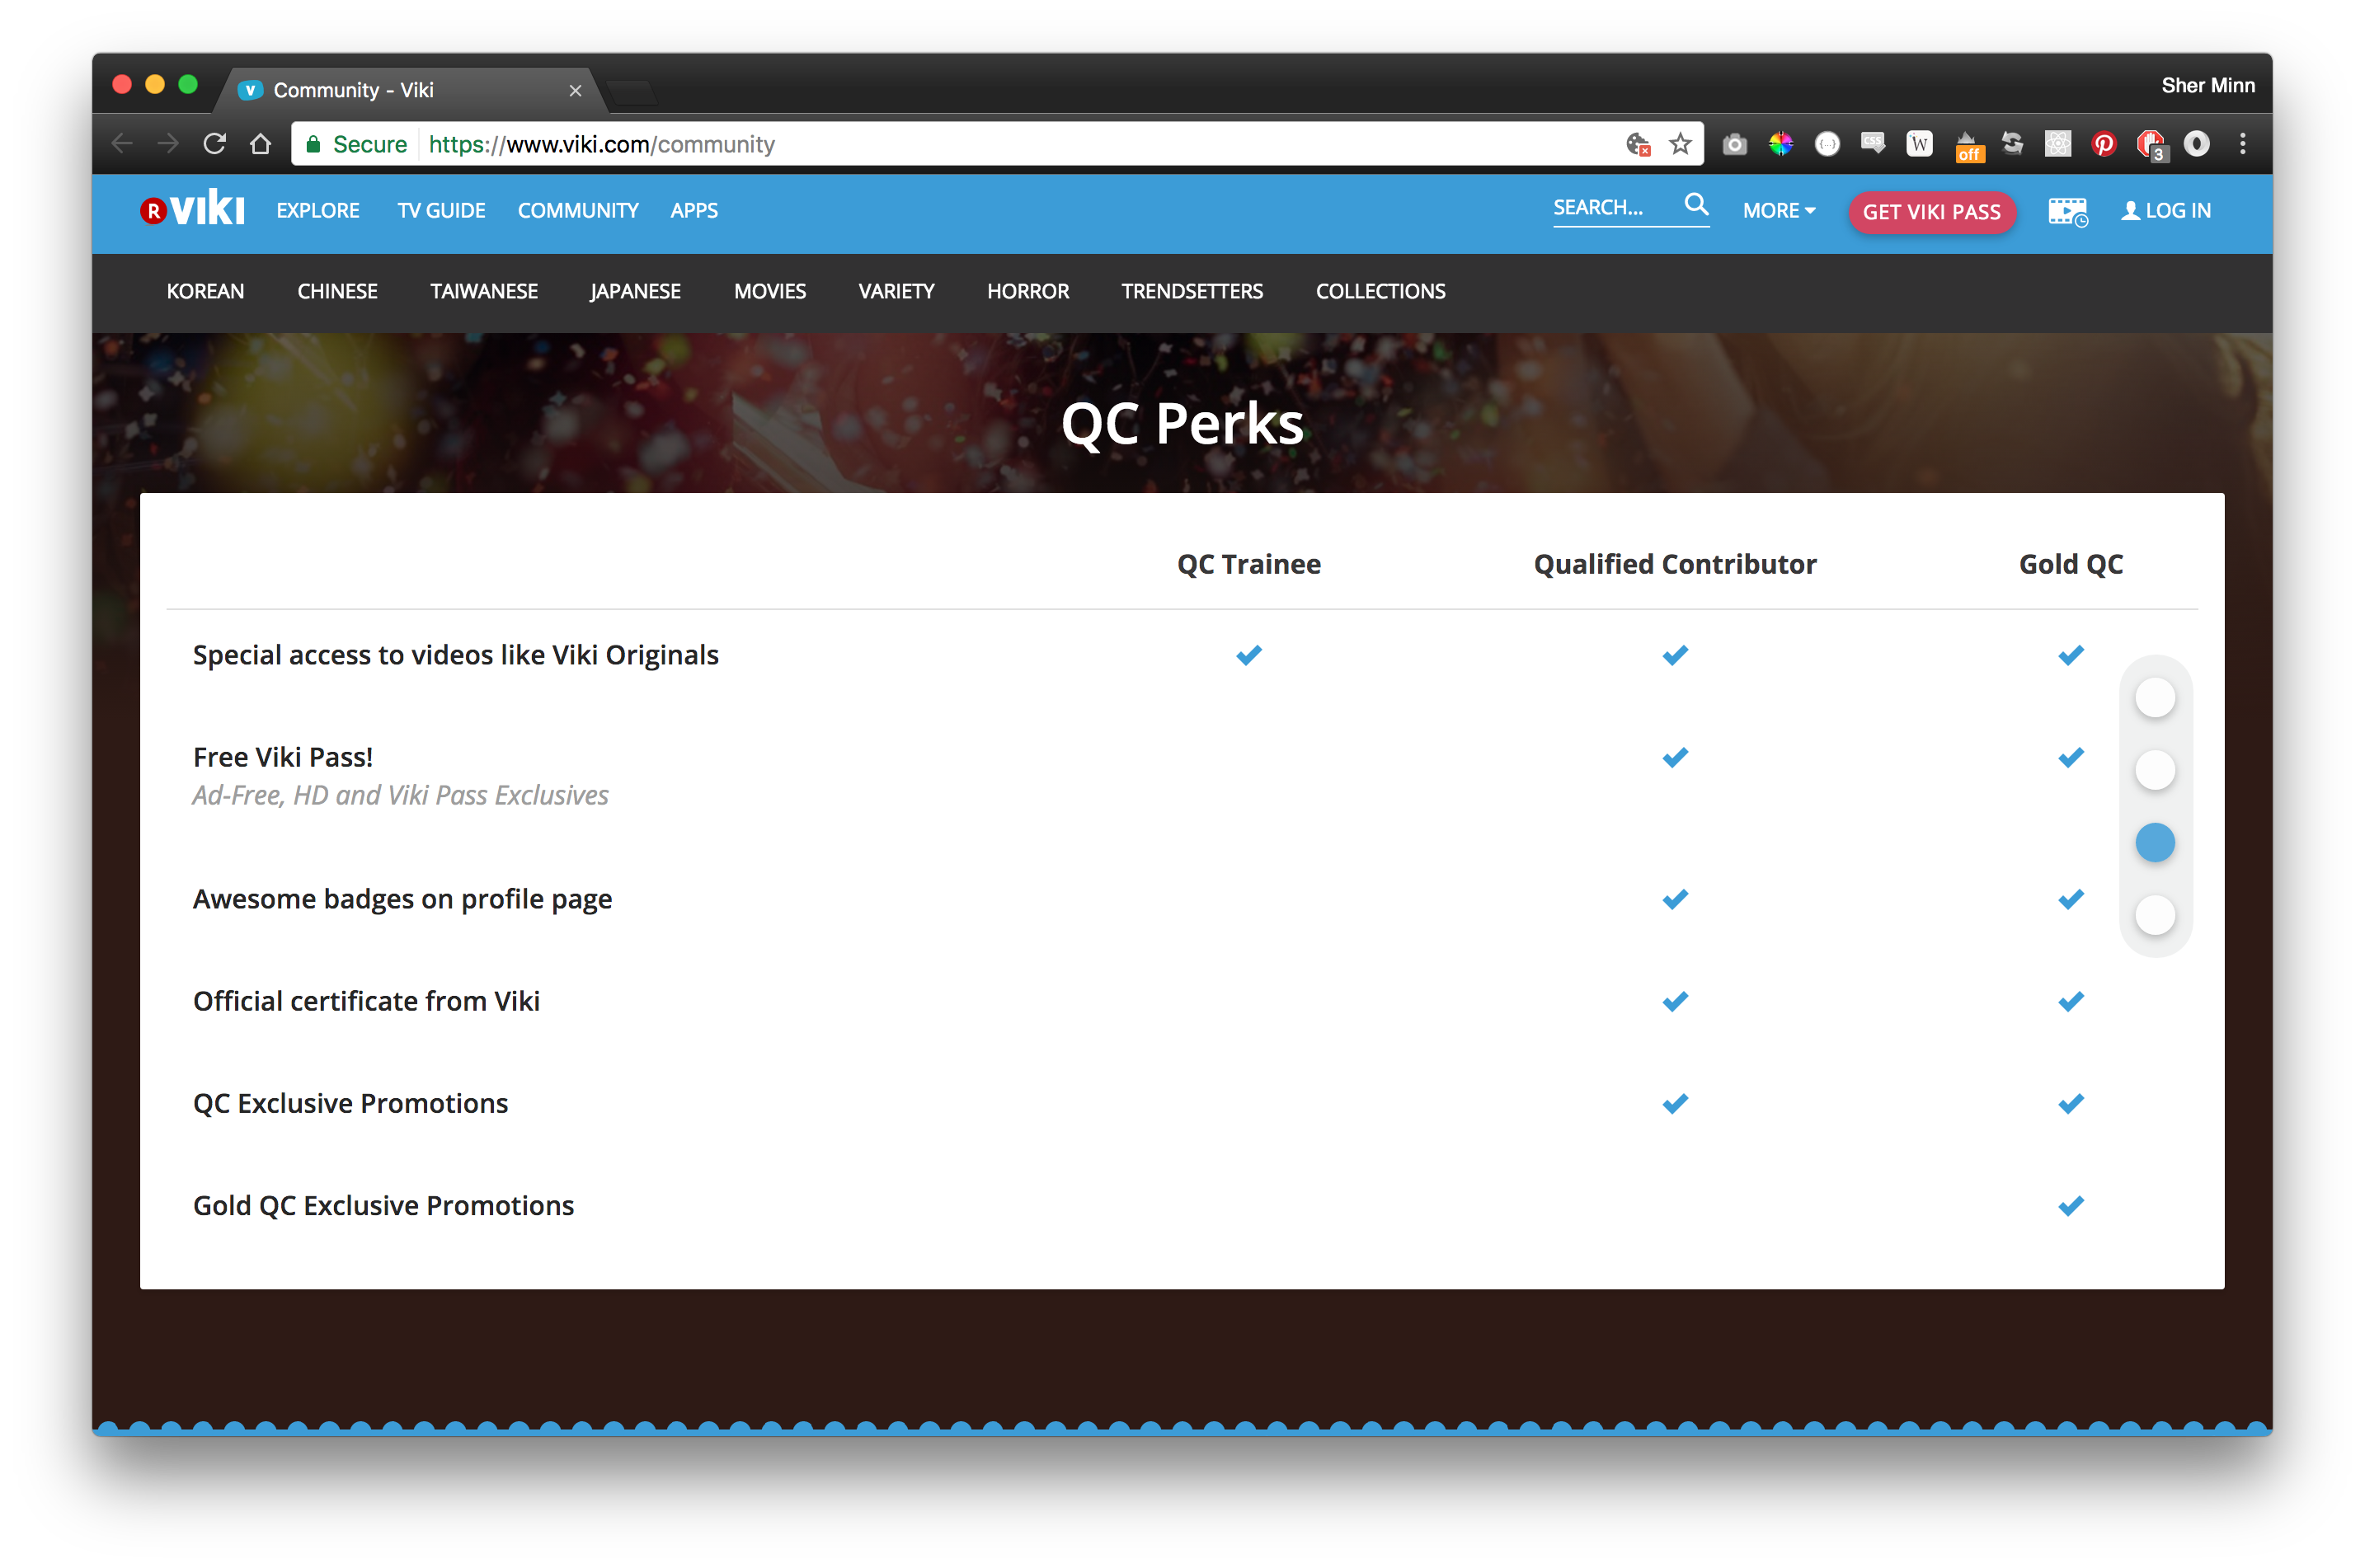 Community - Viki
Sher Minn
Secure https://www.viki.com/community
CSS W off 3
R VIKI EXPLORE TV GUIDE COMMUNITY APPS SEARCH... MORE GET VIKI PASS LOG IN
KOREAN CHINESE TAIWANESE JAPANESE MOVIES VARIETY HORROR TRENDSETTERS COLLECTIONS
QC Perks
QC Trainee Qualified Contributor Gold QC
Special access to videos like Viki Originals
Free Viki Pass!
Ad-Free, HD and Viki Pass Exclusives
Awesome badges on profile page
Official certificate from Viki
QC Exclusive Promotions
Gold QC Exclusive Promotions